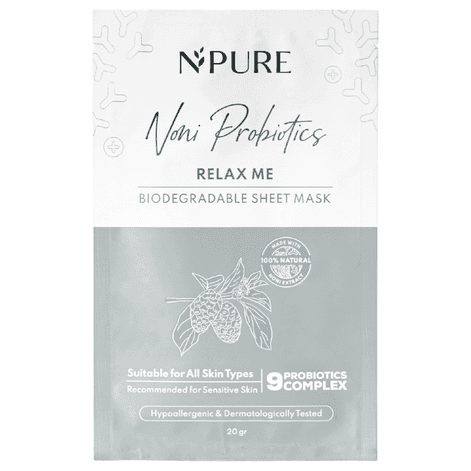 NPURE
Noni Probiotics
RELAX ME
BIODEGRADABLE SHEET MASK
MADE WITH
100% NATURAL
NONI EXTRACT
Suitable for All Skin Types
Recommended for Sensitive Skin
9 PROBIOTICS
COMPLEX
Hypoallergenic & Dermatologically Tested
20 gr